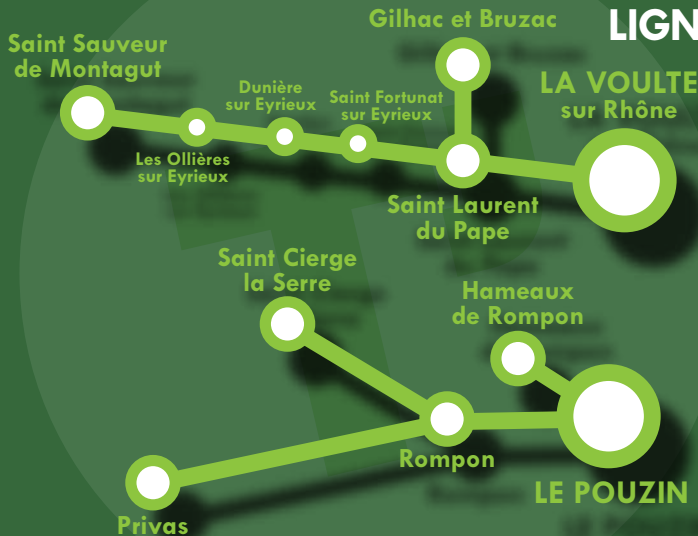 Gilhac et Bruzac
LIGN
Saint Sauveur
de Montagut
LA VOULTE
sur Rhône
Dunière
sur Eyrieux
Saint Fortunat
sur Eyrieux
Les Ollières
sur Eyrieux
Saint Laurent
du Pape
Saint Cierge
la Serre
Hameaux
de Rompon
Rompon
LE POUZIN
Privas